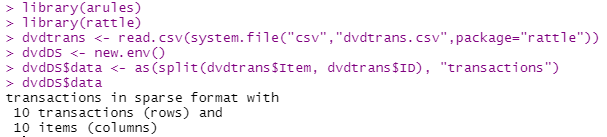 > library(arules)
> library(rattle)
> dvdtrans <- read.csv(system.file("csv","dvdtrans.csv",package="rattle"))
> dvdDS <- new.env()
> dvdDS$data <- as(split(dvdtrans$Item, dvdtrans$ID), "transactions")
> dvdDS$data
transactions in sparse format with
 10 transactions (rows) and
 10 items (columns)